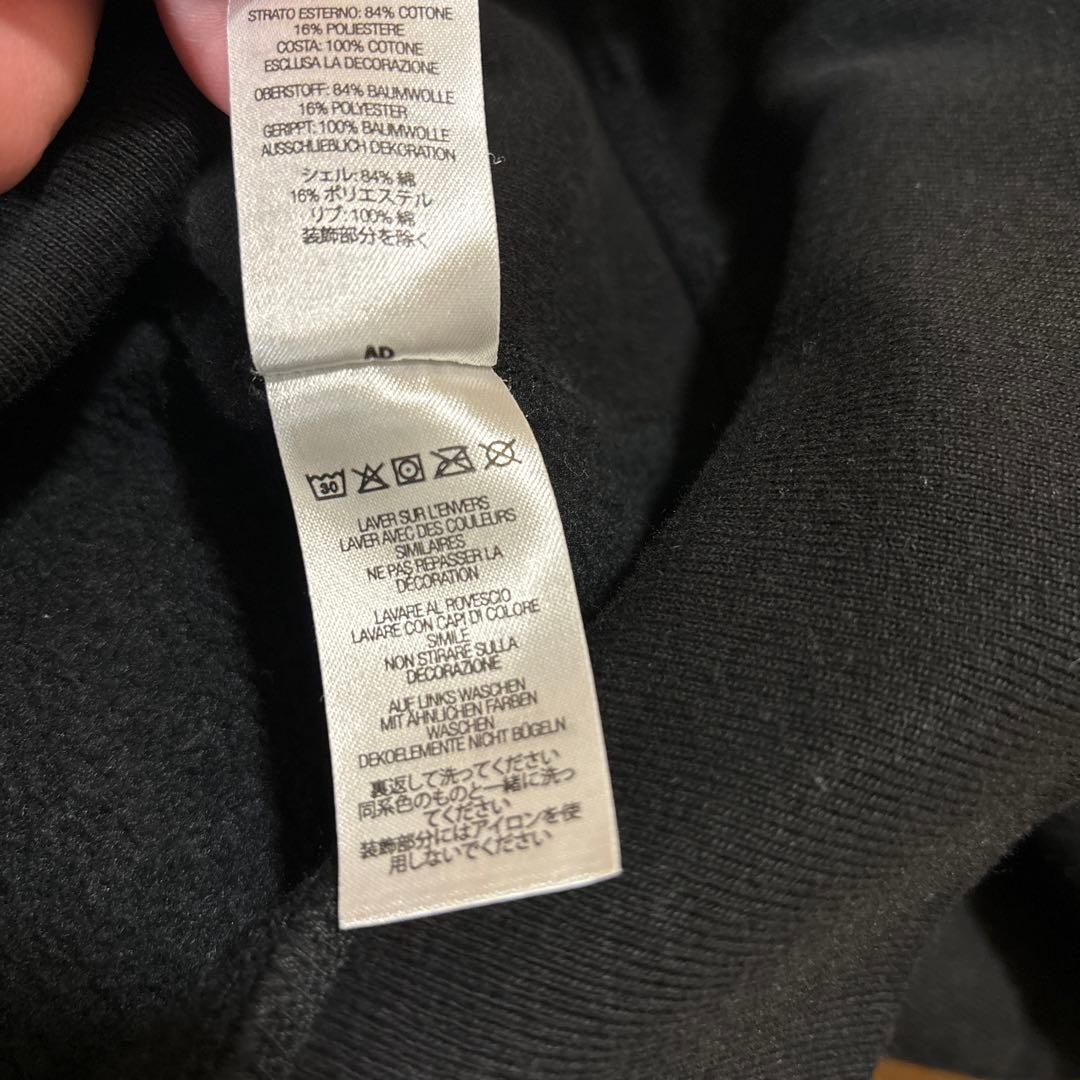 STRATO ESTERNO: 84% COTONE
16% POLIESTERE
COSTA: 100% COTONE
ESCLUSA LA DECORAZIONE
OBERSTOFF: 84% BAUMWOLLE
16% POLYESTER
GERIPPT: 100% BAUMWOLLE
AUSSCHLIEBLICH DEKORATION
シェル: 84% 綿
16% ポリエステル
リブ: 100% 綿
装飾部分を除く
AD
30
LAVER SUR L'ENVERS
LAVER AVEC DES COULEURS
SIMILAIRES
NE PAS REPASSER LA
DÉCORATION
LAVARE AL ROVESCIO
LAVARE CON CAPI DI COLORE
SIMILE
NON STIRARE SULLA
DECORAZIONE
AUF LINKS WASCHEN
MIT ÄHNLICHEN FARBEN
WASCHEN
DEKOELEMENTE NICHT BÜGELN
裏返して洗ってください
同系色のものと一緒に洗っ
てください
装飾部分にはアイロンを使
用しないでください